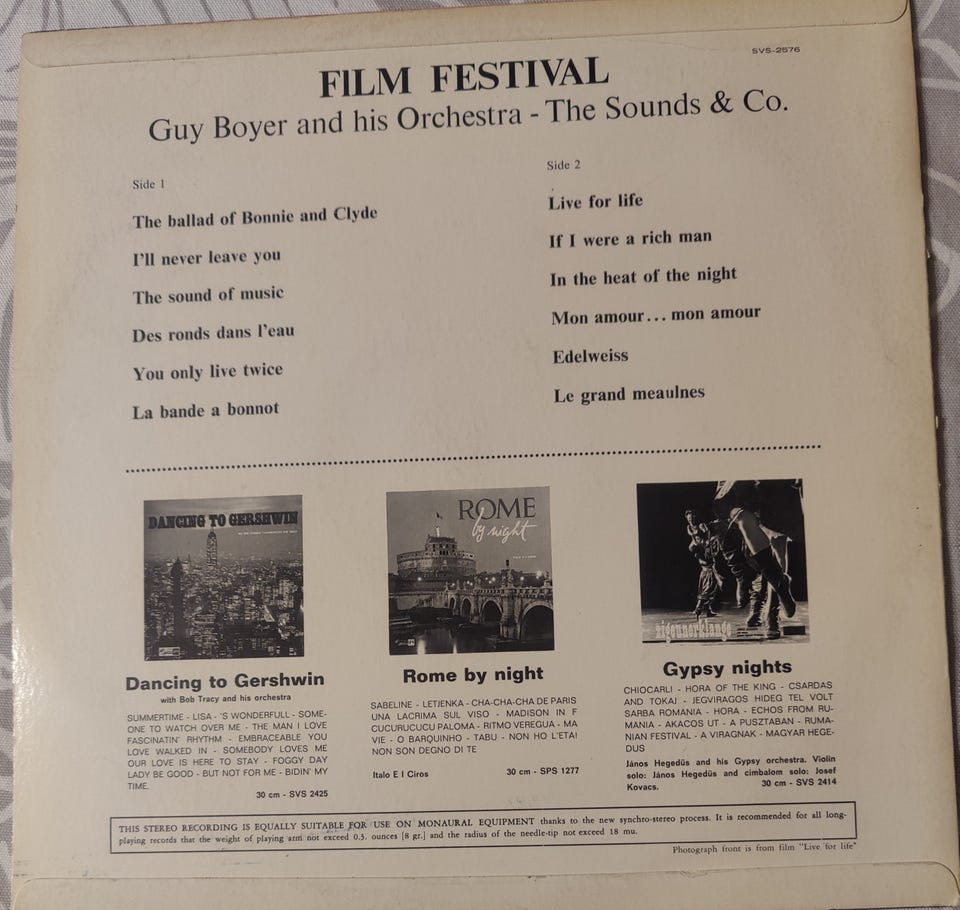 SVS-2576
FILM FESTIVAL
Guy Boyer and his Orchestra - The Sounds & Co.
Side 1
The ballad of Bonnie and Clyde
I'll never leave you
The sound of music
Des ronds dans l'eau
You only live twice
La bande a bonnot
Side 2
Live for life
If I were a rich man
In the heat of the night
Mon amour... mon amour
Edelweiss
Le grand meaulnes
DANCING TO GERSHWIN
Dancing to Gershwin
with Bob Tracy and his orchestra
SUMMERTIME - LISA - 'S WONDERFULL - SOME-
ONE TO WATCH OVER ME - THE MAN I LOVE
FASCINATIN' RHYTHM - EMBRACEABLE YOU
LOVE WALKED IN - SOMEBODY LOVES ME
OUR LOVE IS HERE TO STAY - FOGGY DAY
LADY BE GOOD - BUT NOT FOR ME - BIDIN' MY
TIME.
30 cm - SVS 2425
ROME
by night
Rome by night
SABELINE - LETJENKA - CHA-CHA-CHA DE PARIS
UNA LACRIMA SUL VISO - MADISON IN F
CUCURUCUCU PALOMA - RITMO VEREGUA - MA
VIE - O BARQUINHO - TABU - NON HO L'ETA!
NON SON DEGNO DI TE
Italo E I Ciros
30 cm - SPS 1277
zigeunerklänge
Gypsy nights
CHIOCARLI - HORA OF THE KING - CSARDAS
AND TOKAJ - JEGVIRAGOS HIDEG TEL VOLT
SARBA ROMANIA - HORA - ECHOS FROM RU-
MANIA - AKACOS UT - A PUSZTABAN - RUMA-
NIAN FESTIVAL - A VIRAGNAK - MAGYAR HEGE-
DUS
János Hegedüs and his Gypsy orchestra. Violin
solo: János Hegedüs and cimbalom solo: Josef
Kovacs.
30 cm - SVS 2414
THIS STEREO RECORDING IS EQUALLY SUITABLE FOR USE ON MONAURAL EQUIPMENT thanks to the new synchro-stereo process. It is recommended for all long-
playing records that the weight of playing arm not exceed 0.3. ounces [8 gr.] and the radius of the needle-tip not exceed 18 mu.
Photograph front is from film "Live for life"